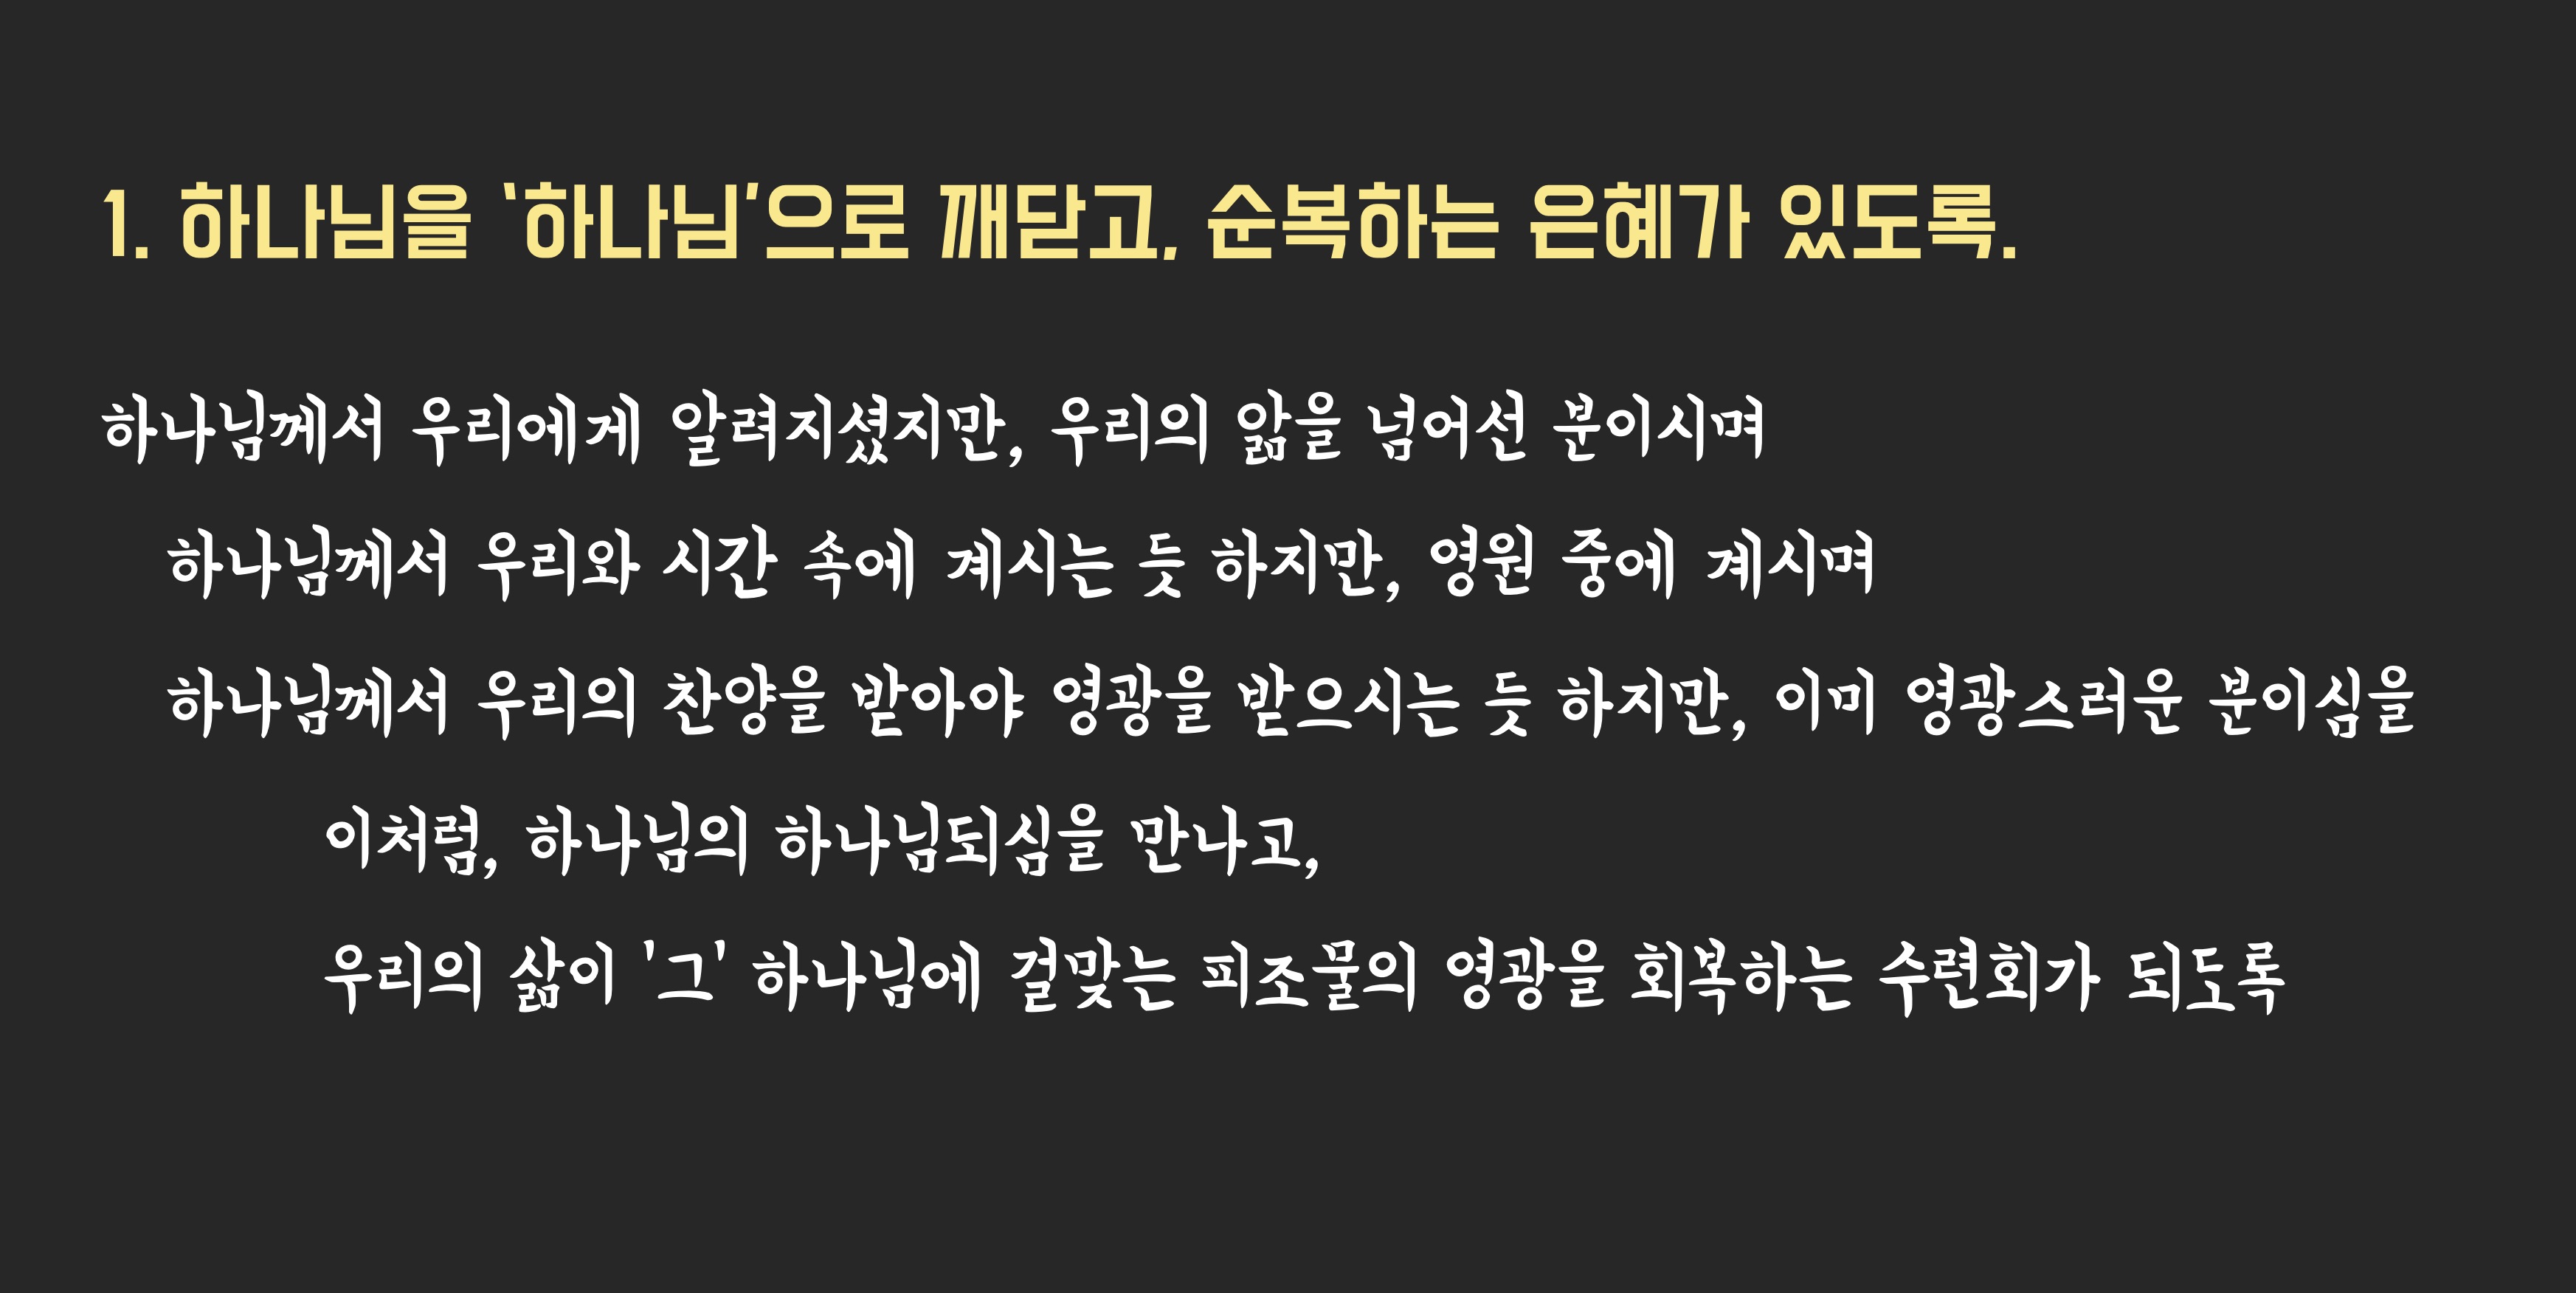 1. 하나님을 '하나님'으로 깨닫고, 순복하는 은혜가 있도록.
하나님께서 우리에게 알려지셨지만, 우리의 앎을 넘어선 분이시며
하나님께서 우리와 시간 속에 계시는 듯 하지만, 영원 중에 계시며
하나님께서 우리의 찬양을 받아야 영광을 받으시는 듯 하지만, 이미 영광스러운 분이심을
이처럼, 하나님의 하나님되심을 만나고,
우리의 삶이 '그' 하나님에 걸맞는 피조물의 영광을 회복하는 수련회가 되도록